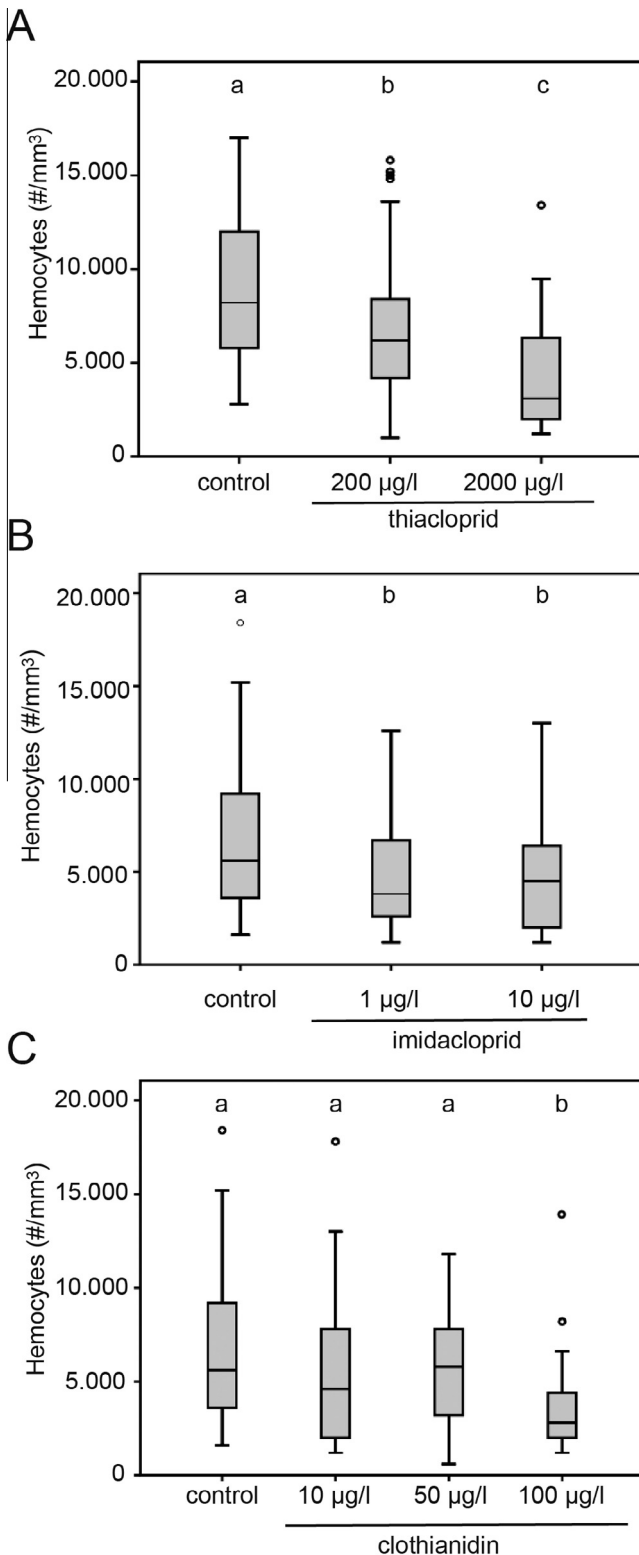 A
Hemocytes (#/mm³)
20.000
15.000
10.000
5.000
0
a b c
control 200 µg/l 2000 µg/l
thiacloprid
B
Hemocytes (#/mm³)
20.000
15.000
10.000
5.000
0
a b b
control 1 µg/l 10 µg/l
imidacloprid
C
Hemocytes (#/mm³)
20.000
15.000
10.000
5.000
0
a a a b
control 10 µg/l 50 µg/l 100 µg/l
clothianidin